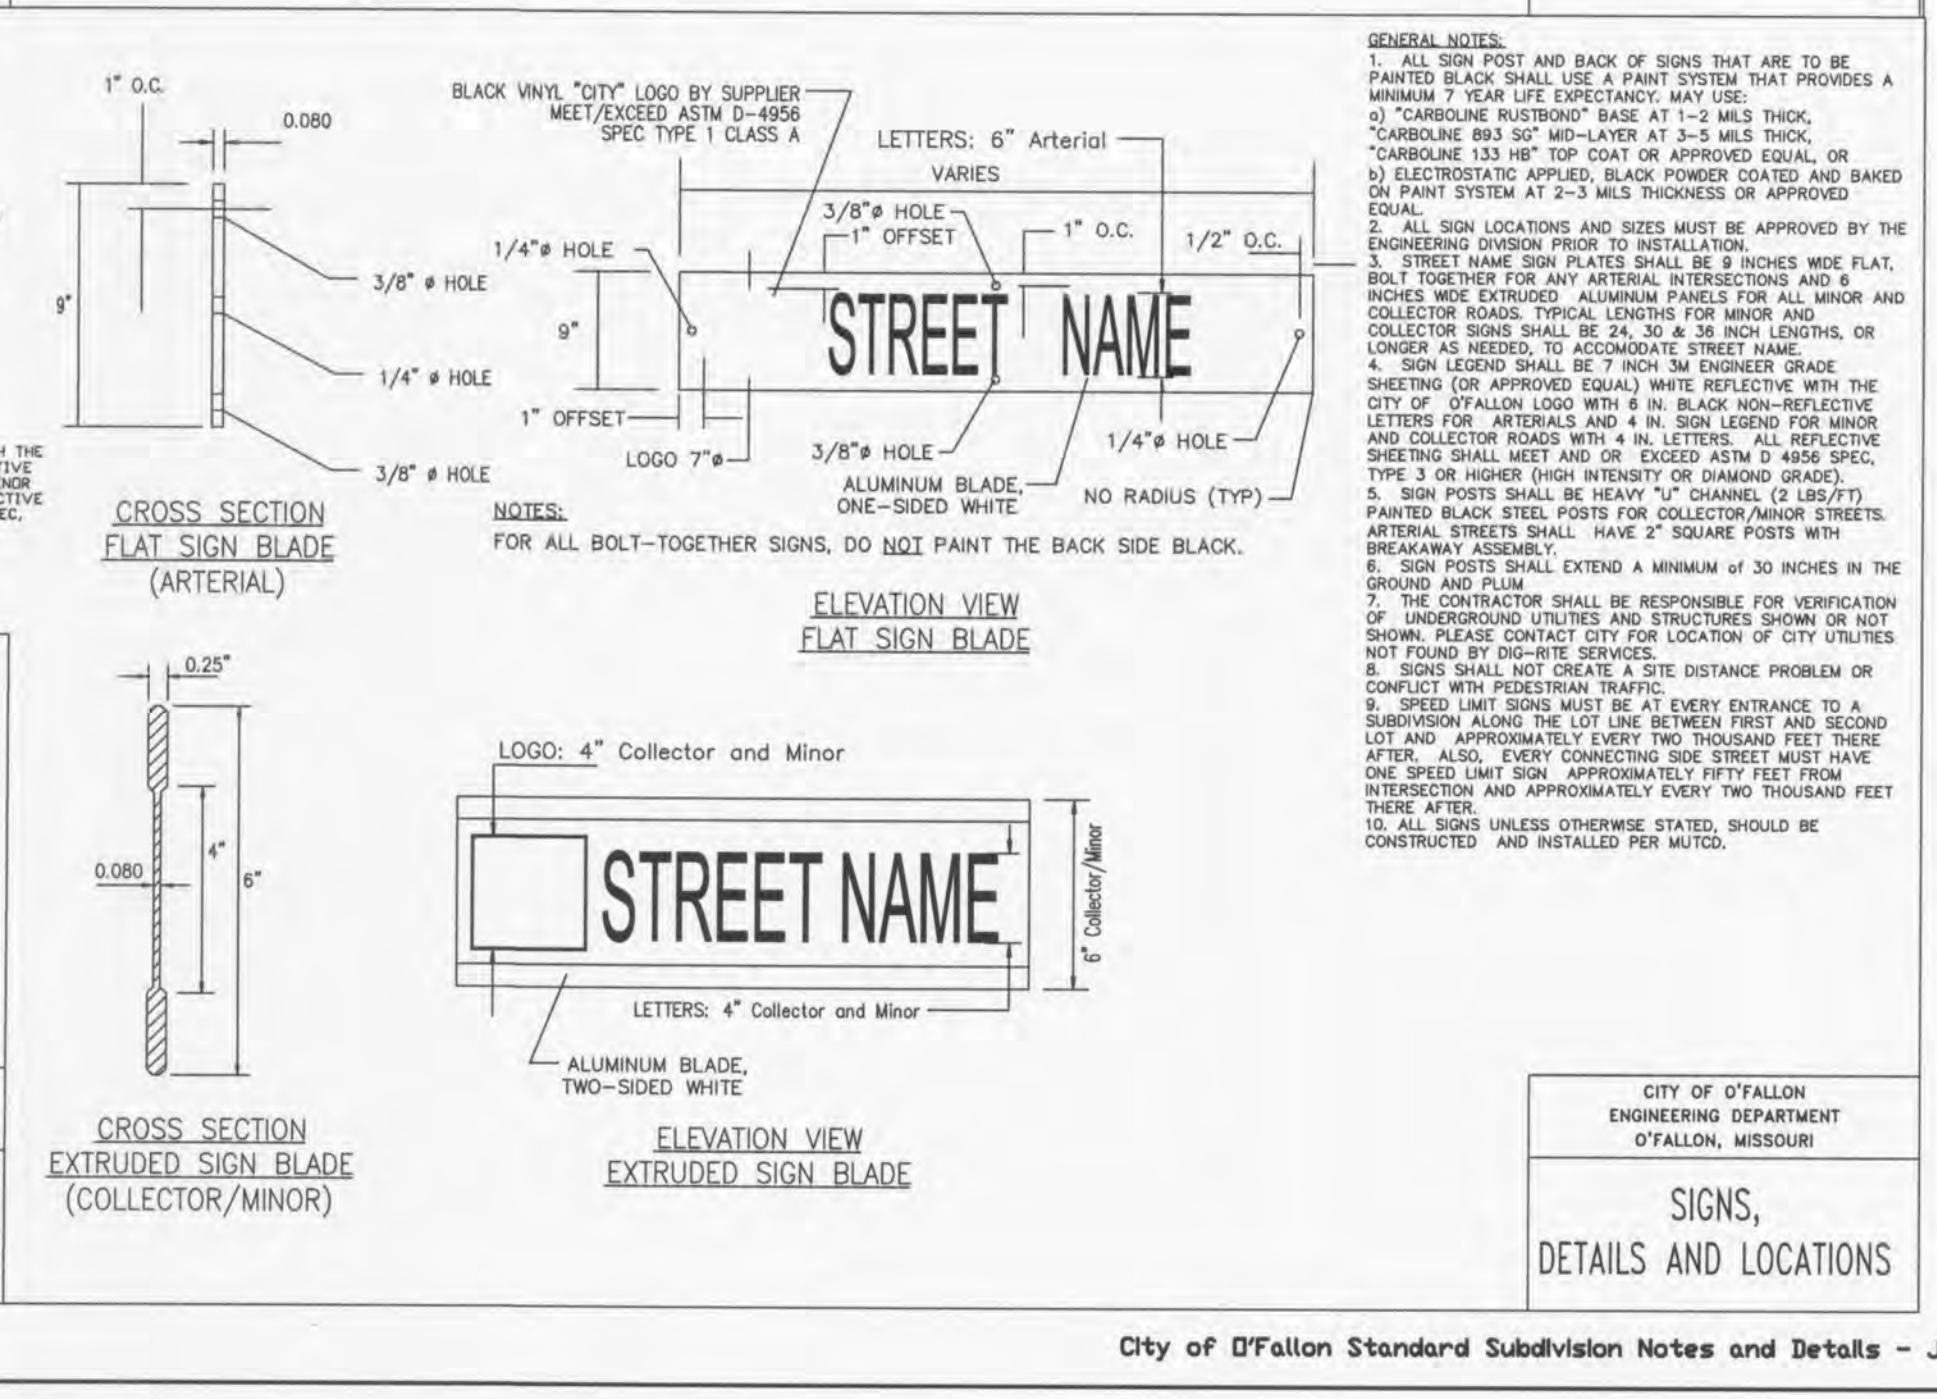 1" O.C.
0.080
9"
3/8" ø HOLE
1/4" ø HOLE
3/8" ø HOLE
H THE
TIVE
NOR
CTIVE
EC,
CROSS SECTION
FLAT SIGN BLADE
(ARTERIAL)
BLACK VINYL "CITY" LOGO BY SUPPLIER
MEET/EXCEED ASTM D-4956
SPEC TYPE 1 CLASS A
LETTERS: 6" Arterial
VARIES
3/8"ø HOLE
1" OFFSET
1" O.C.
1/2" O.C.
1/4"ø HOLE
9"
STREET NAME
1" OFFSET
LOGO 7"ø
3/8"ø HOLE
1/4"ø HOLE
ALUMINUM BLADE,
ONE-SIDED WHITE
NO RADIUS (TYP)
NOTES:
FOR ALL BOLT-TOGETHER SIGNS, DO NOT PAINT THE BACK SIDE BLACK.
ELEVATION VIEW
FLAT SIGN BLADE
0.25"
0.080
4"
6"
CROSS SECTION
EXTRUDED SIGN BLADE
(COLLECTOR/MINOR)
LOGO: 4" Collector and Minor
STREET NAME
6" Collector/Minor
LETTERS: 4" Collector and Minor
ALUMINUM BLADE,
TWO-SIDED WHITE
ELEVATION VIEW
EXTRUDED SIGN BLADE
GENERAL NOTES:
1. ALL SIGN POST AND BACK OF SIGNS THAT ARE TO BE
PAINTED BLACK SHALL USE A PAINT SYSTEM THAT PROVIDES A
MINIMUM 7 YEAR LIFE EXPECTANCY. MAY USE:
a) "CARBOLINE RUSTBOND" BASE AT 1-2 MILS THICK,
"CARBOLINE 893 SG" MID-LAYER AT 3-5 MILS THICK,
"CARBOLINE 133 HB" TOP COAT OR APPROVED EQUAL, OR
b) ELECTROSTATIC APPLIED, BLACK POWDER COATED AND BAKED
ON PAINT SYSTEM AT 2-3 MILS THICKNESS OR APPROVED
EQUAL.
2. ALL SIGN LOCATIONS AND SIZES MUST BE APPROVED BY THE
ENGINEERING DIVISION PRIOR TO INSTALLATION.
3. STREET NAME SIGN PLATES SHALL BE 9 INCHES WIDE FLAT,
BOLT TOGETHER FOR ANY ARTERIAL INTERSECTIONS AND 6
INCHES WIDE EXTRUDED ALUMINUM PANELS FOR ALL MINOR AND
COLLECTOR ROADS. TYPICAL LENGTHS FOR MINOR AND
COLLECTOR SIGNS SHALL BE 24, 30 & 36 INCH LENGTHS, OR
LONGER AS NEEDED, TO ACCOMODATE STREET NAME.
4. SIGN LEGEND SHALL BE 7 INCH 3M ENGINEER GRADE
SHEETING (OR APPROVED EQUAL) WHITE REFLECTIVE WITH THE
CITY OF O'FALLON LOGO WITH 6 IN. BLACK NON-REFLECTIVE
LETTERS FOR ARTERIALS AND 4 IN. SIGN LEGEND FOR MINOR
AND COLLECTOR ROADS WITH 4 IN. LETTERS. ALL REFLECTIVE
SHEETING SHALL MEET AND OR EXCEED ASTM D 4956 SPEC,
TYPE 3 OR HIGHER (HIGH INTENSITY OR DIAMOND GRADE).
5. SIGN POSTS SHALL BE HEAVY "U" CHANNEL (2 LBS/FT)
PAINTED BLACK STEEL POSTS FOR COLLECTOR/MINOR STREETS.
ARTERIAL STREETS SHALL HAVE 2" SQUARE POSTS WITH
BREAKAWAY ASSEMBLY.
6. SIGN POSTS SHALL EXTEND A MINIMUM of 30 INCHES IN THE
GROUND AND PLUM
7. THE CONTRACTOR SHALL BE RESPONSIBLE FOR VERIFICATION
OF UNDERGROUND UTILITIES AND STRUCTURES SHOWN OR NOT
SHOWN. PLEASE CONTACT CITY FOR LOCATION OF CITY UTILITIES
NOT FOUND BY DIG-RITE SERVICES.
8. SIGNS SHALL NOT CREATE A SITE DISTANCE PROBLEM OR
CONFLICT WITH PEDESTRIAN TRAFFIC.
9. SPEED LIMIT SIGNS MUST BE AT EVERY ENTRANCE TO A
SUBDIVISION ALONG THE LOT LINE BETWEEN FIRST AND SECOND
LOT AND APPROXIMATELY EVERY TWO THOUSAND FEET THERE
AFTER. ALSO, EVERY CONNECTING SIDE STREET MUST HAVE
ONE SPEED LIMIT SIGN APPROXIMATELY FIFTY FEET FROM
INTERSECTION AND APPROXIMATELY EVERY TWO THOUSAND FEET
THERE AFTER.
10. ALL SIGNS UNLESS OTHERWISE STATED, SHOULD BE
CONSTRUCTED AND INSTALLED PER MUTCD.
CITY OF O'FALLON
ENGINEERING DEPARTMENT
O'FALLON, MISSOURI
SIGNS,
DETAILS AND LOCATIONS
City of O'Fallon Standard Subdivision Notes and Details - J